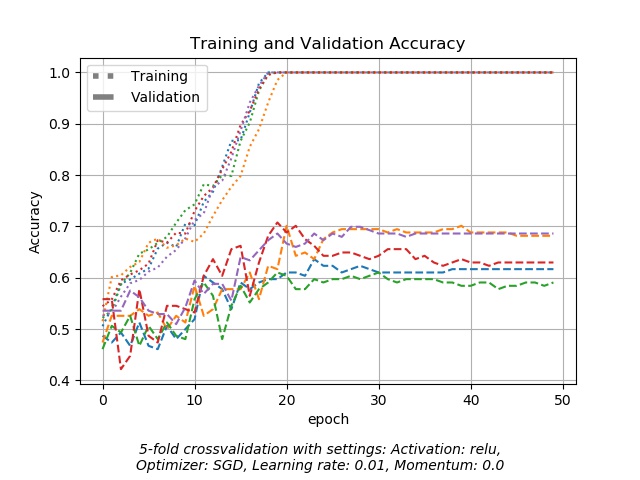 Training and Validation Accuracy
Training
Validation
1.0
0.9
0.8
0.7
0.6
0.5
0.4
Accuracy
0
10
20
30
40
50
epoch
5-fold crossvalidation with settings: Activation: relu,
Optimizer: SGD, Learning rate: 0.01, Momentum: 0.0